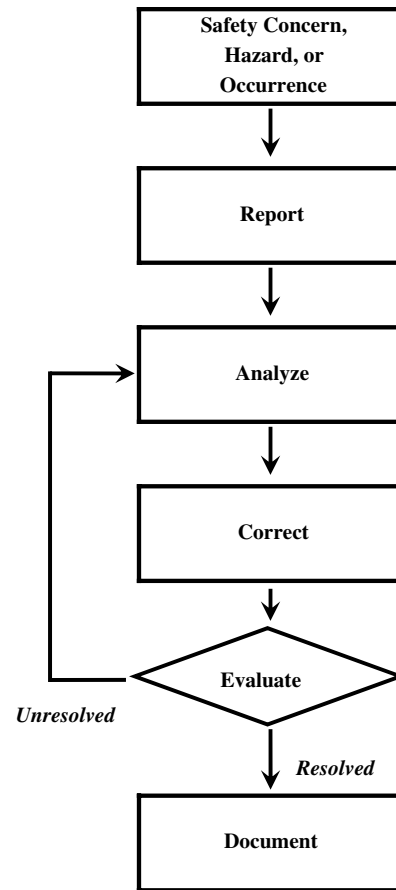 Safety Concern,
Hazard, or
Occurrence
Report
Analyze
Correct
Evaluate
Unresolved
Resolved
Document